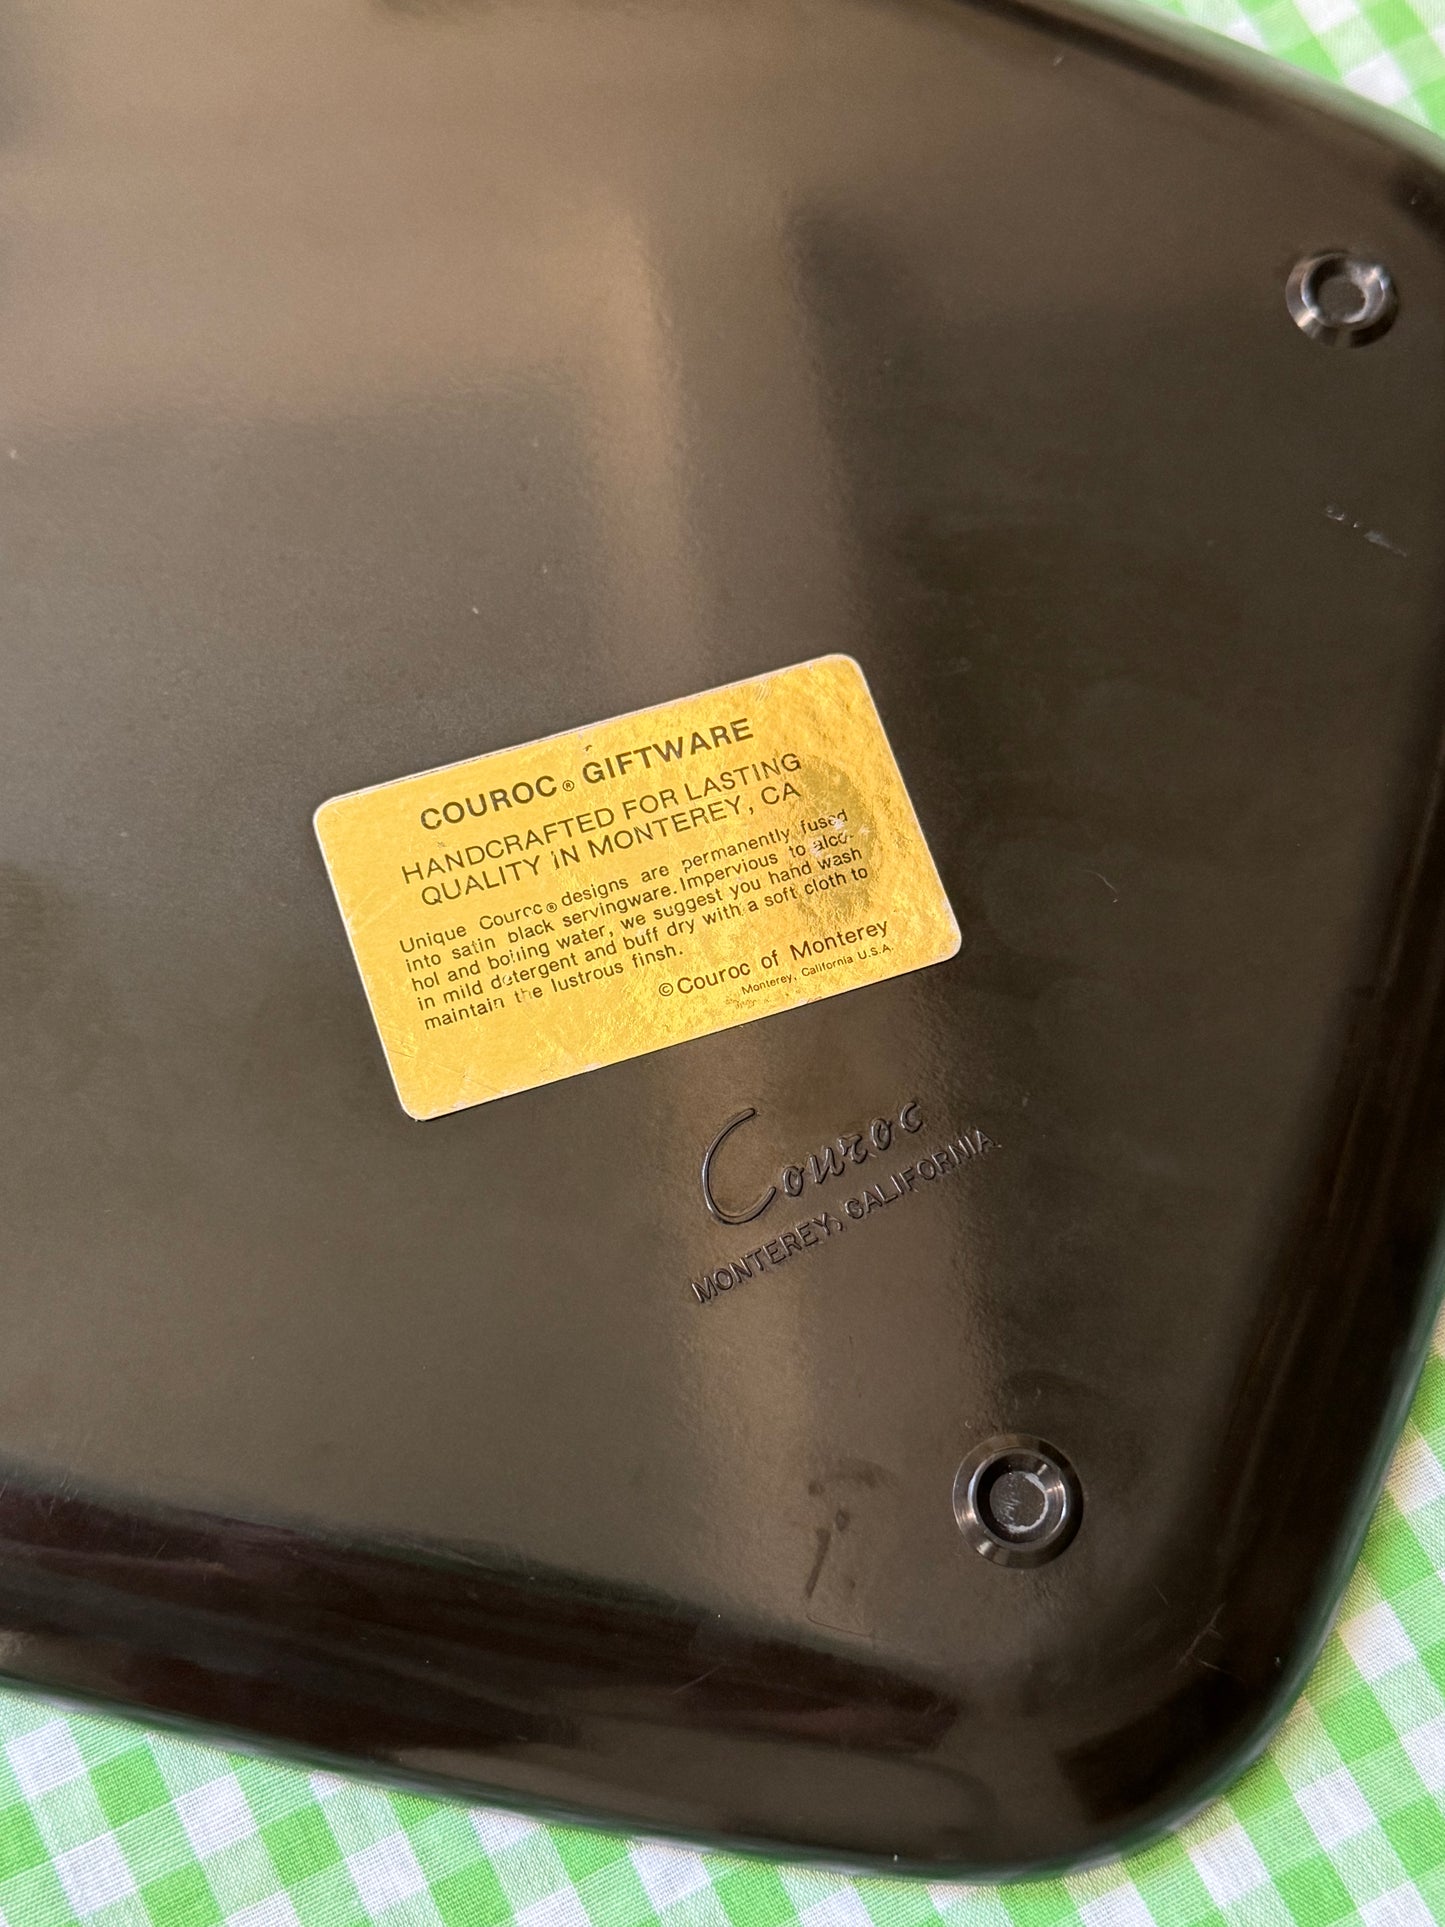 COUROC® GIFTWARE
HANDCRAFTED FOR LASTING
QUALITY IN MONTEREY, CA
Unique Couroc® designs are permanently fused
into satin black servingware. Impervious to alco-
hol and boiling water, we suggest you hand wash
in mild detergent and buff dry with a soft cloth to
maintain the lustrous finsh.
©Couroc of Monterey
Monterey, California U.S.A.
Couroc
MONTEREY, CALIFORNIA